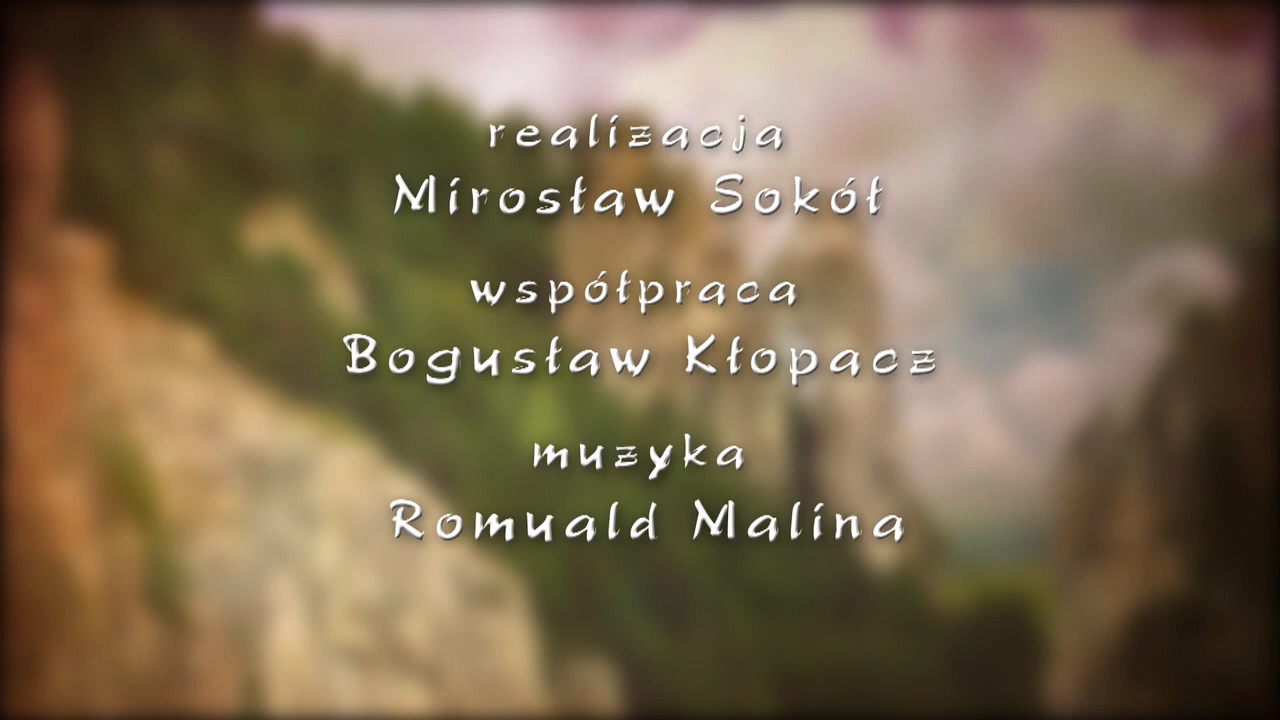 realizacja
Mirosław Sokół
współpraca
Bogusław Kłopacz
muzyka
Romuald Malina